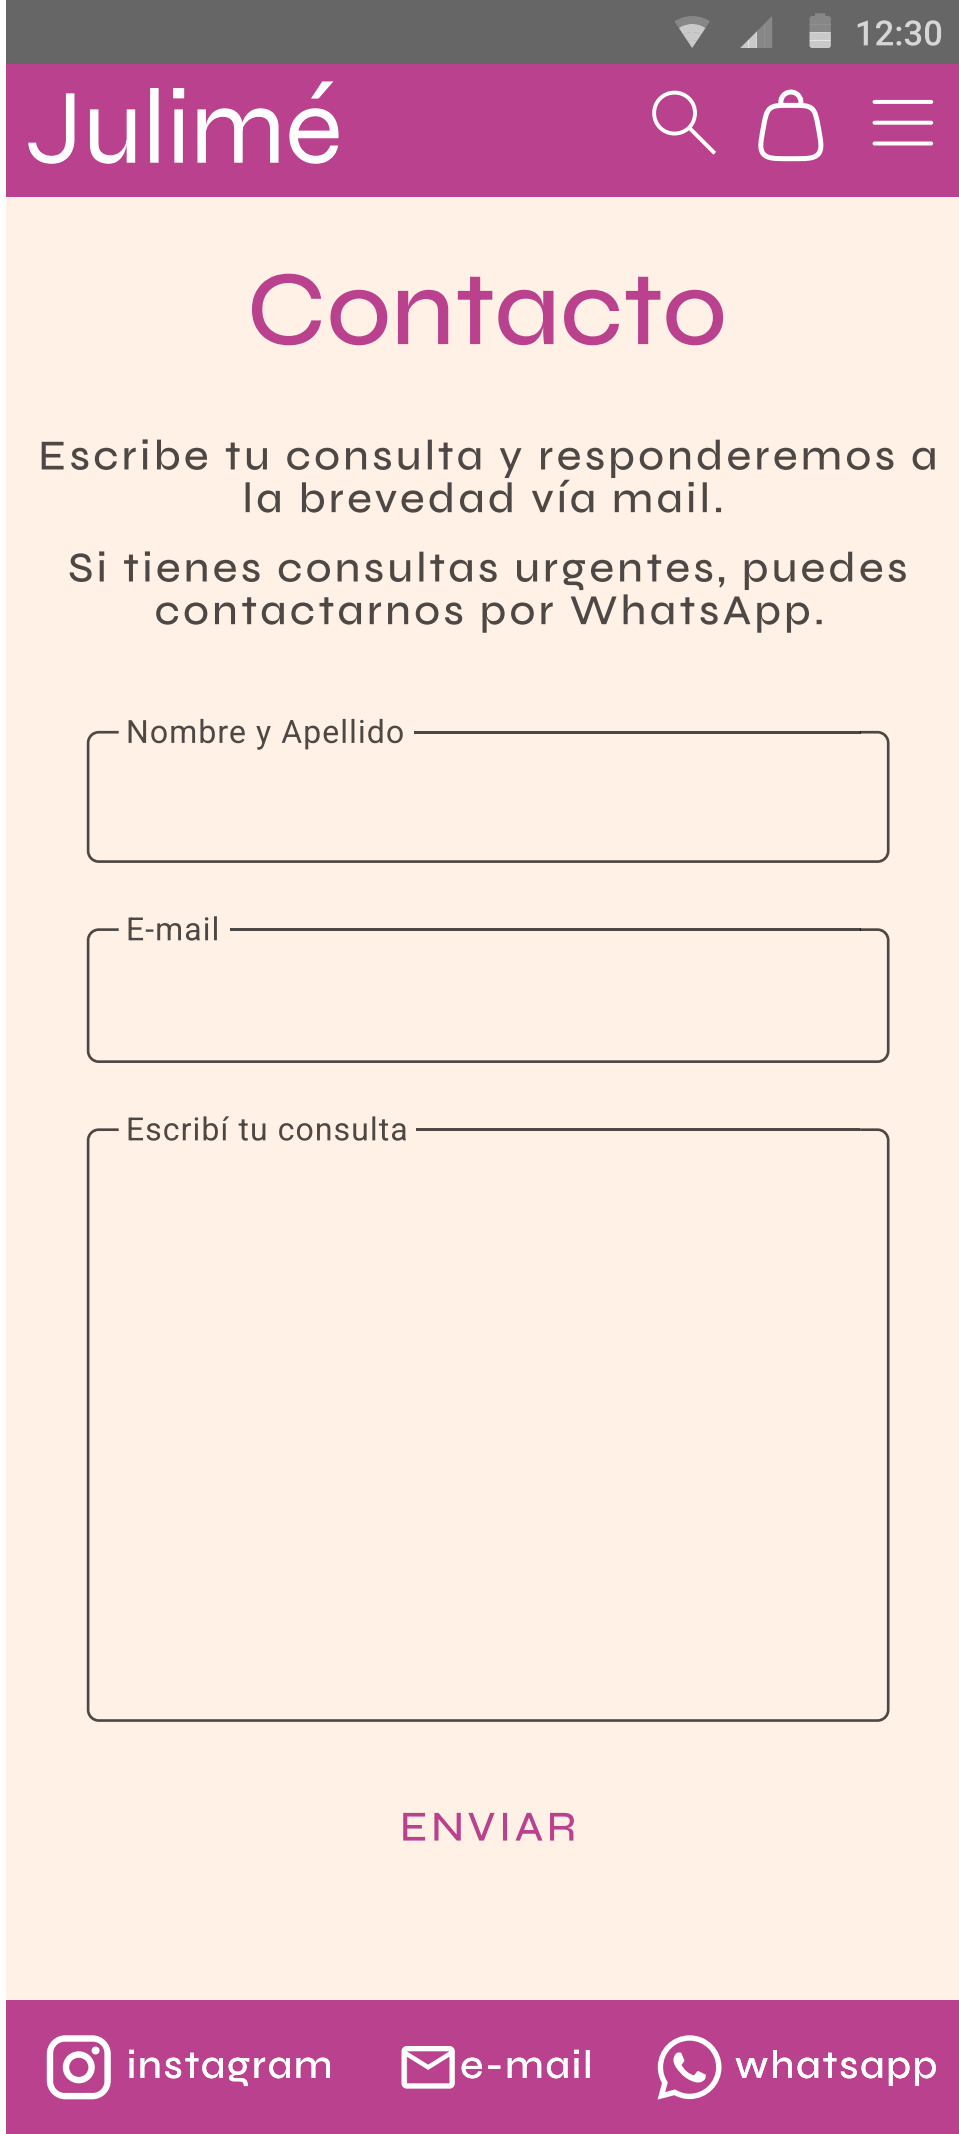 12:30
Julimé
Contacto
Escribe tu consulta y responderemos a
la brevedad vía mail.
Si tienes consultas urgentes, puedes
contactarnos por WhatsApp.
Nombre y Apellido
E-mail
Escribí tu consulta
ENVIAR
instagram e-mail whatsapp